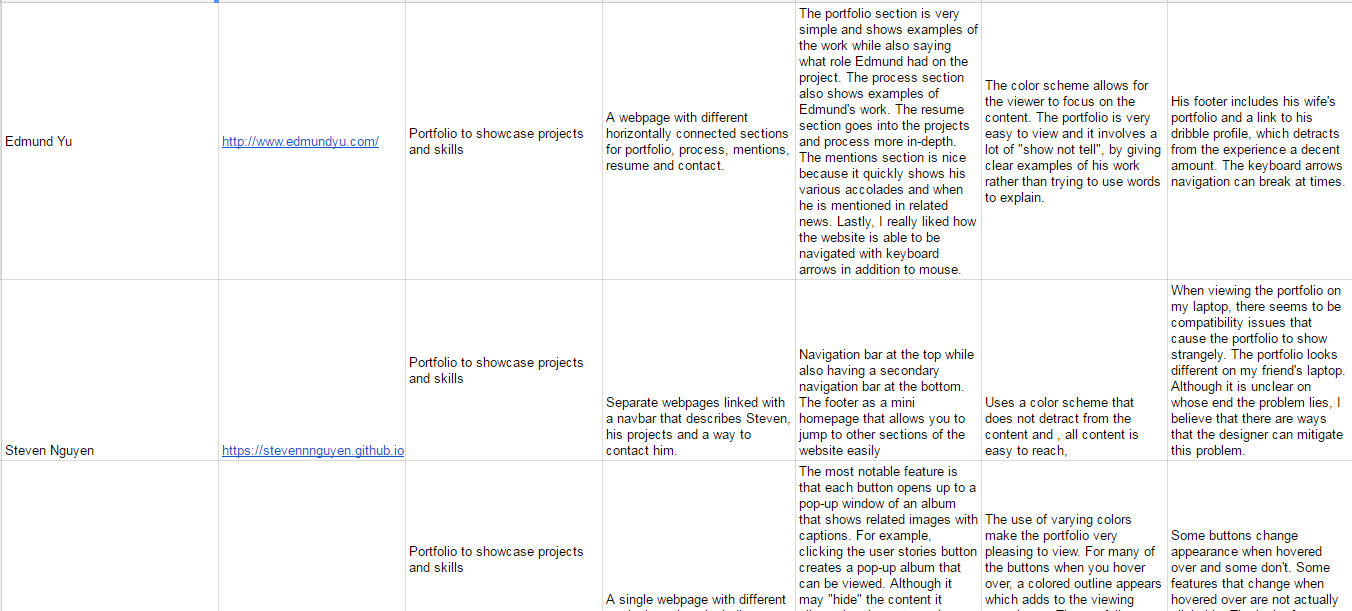 Edmund Yu
http://www.edmundyu.com/
Portfolio to showcase projects
and skills
A webpage with different
horizontally connected sections
for portfolio, process, mentions,
resume and contact.
The portfolio section is very
simple and shows examples of
the work while also saying
what role Edmund had on the
project. The process section
also shows examples of
Edmund's work. The resume
section goes into the projects
and process more in-depth.
The mentions section is nice
because it quickly shows his
various accolades and when
he is mentioned in related
news. Lastly, I really liked how
the website is able to be
navigated with keyboard
arrows in addition to mouse.
The color scheme allows for
the viewer to focus on the
content. The portfolio is very
easy to view and it involves a
lot of "show not tell", by giving
clear examples of his work
rather than trying to use words
to explain.
His footer includes his wife's
portfolio and a link to his
dribble profile, which detracts
from the experience a decent
amount. The keyboard arrows
navigation can break at times.
Steven Nguyen
https://stevennnguyen.github.io
Portfolio to showcase projects
and skills
Separate webpages linked with
a navbar that describes Steven,
his projects and a way to
contact him.
Navigation bar at the top while
also having a secondary
navigation bar at the bottom.
The footer as a mini
homepage that allows you to
jump to other sections of the
website easily
Uses a color scheme that
does not detract from the
content and , all content is
easy to reach,
When viewing the portfolio on
my laptop, there seems to be
compatibility issues that
cause the portfolio to show
strangely. The portfolio looks
different on my friend's laptop.
Although it is unclear on
whose end the problem lies, I
believe that there are ways
that the designer can mitigate
this problem.
Portfolio to showcase projects
and skills
A single webpage with different
The most notable feature is
that each button opens up to a
pop-up window of an album
that shows related images with
captions. For example,
clicking the user stories button
creates a pop-up album that
can be viewed. Although it
may "hide" the content it
The use of varying colors
make the portfolio very
pleasing to view. For many of
the buttons when you hover
over, a colored outline appears
which adds to the viewing
Some buttons change
appearance when hovered
over and some don't. Some
features that change when
hovered over are not actually